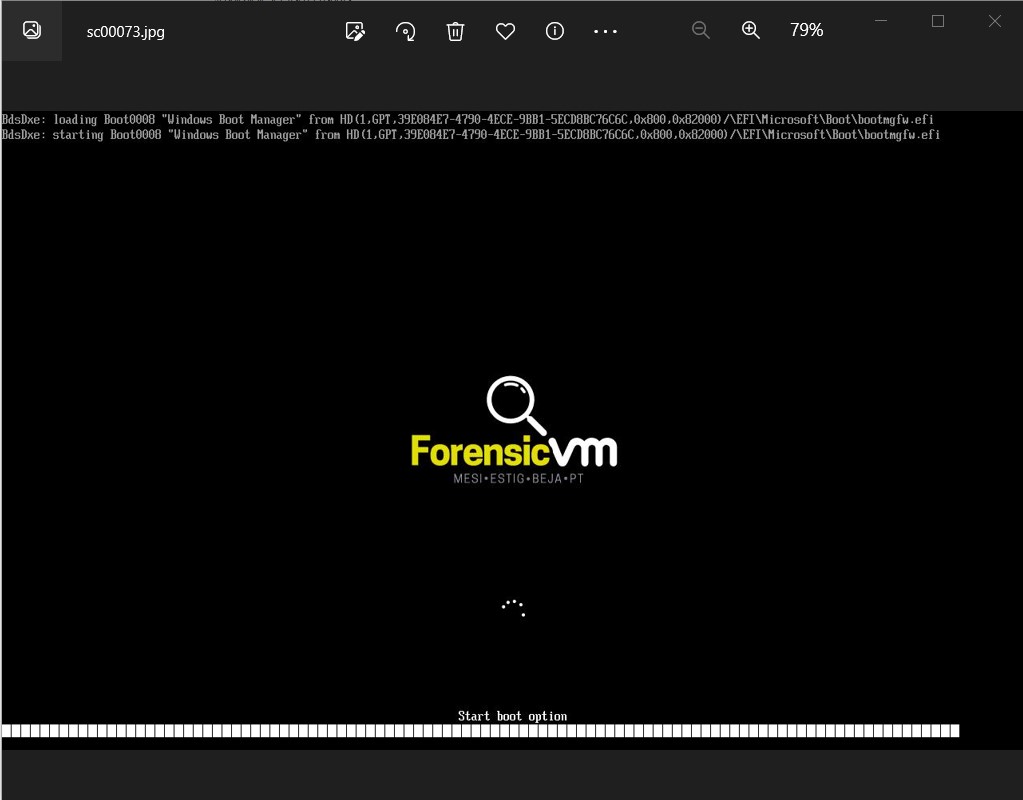 sc00073.jpg
79%
BdsDxe: loading Boot0008 "Windows Boot Manager" from HD(1,GPT,39E084E7-4790-4ECE-9BB1-5ECD8BC76C6C,0x800,0x82000)/\EFI\Microsoft\Boot\bootmgfw.efi
BdsDxe: starting Boot0008 "Windows Boot Manager" from HD(1,GPT,39E084E7-4790-4ECE-9BB1-5ECD8BC76C6C,0x800,0x82000)/\EFI\Microsoft\Boot\bootmgfw.efi
Forensicvm
MESI•ESTIG•BEJA•PT
Start boot option